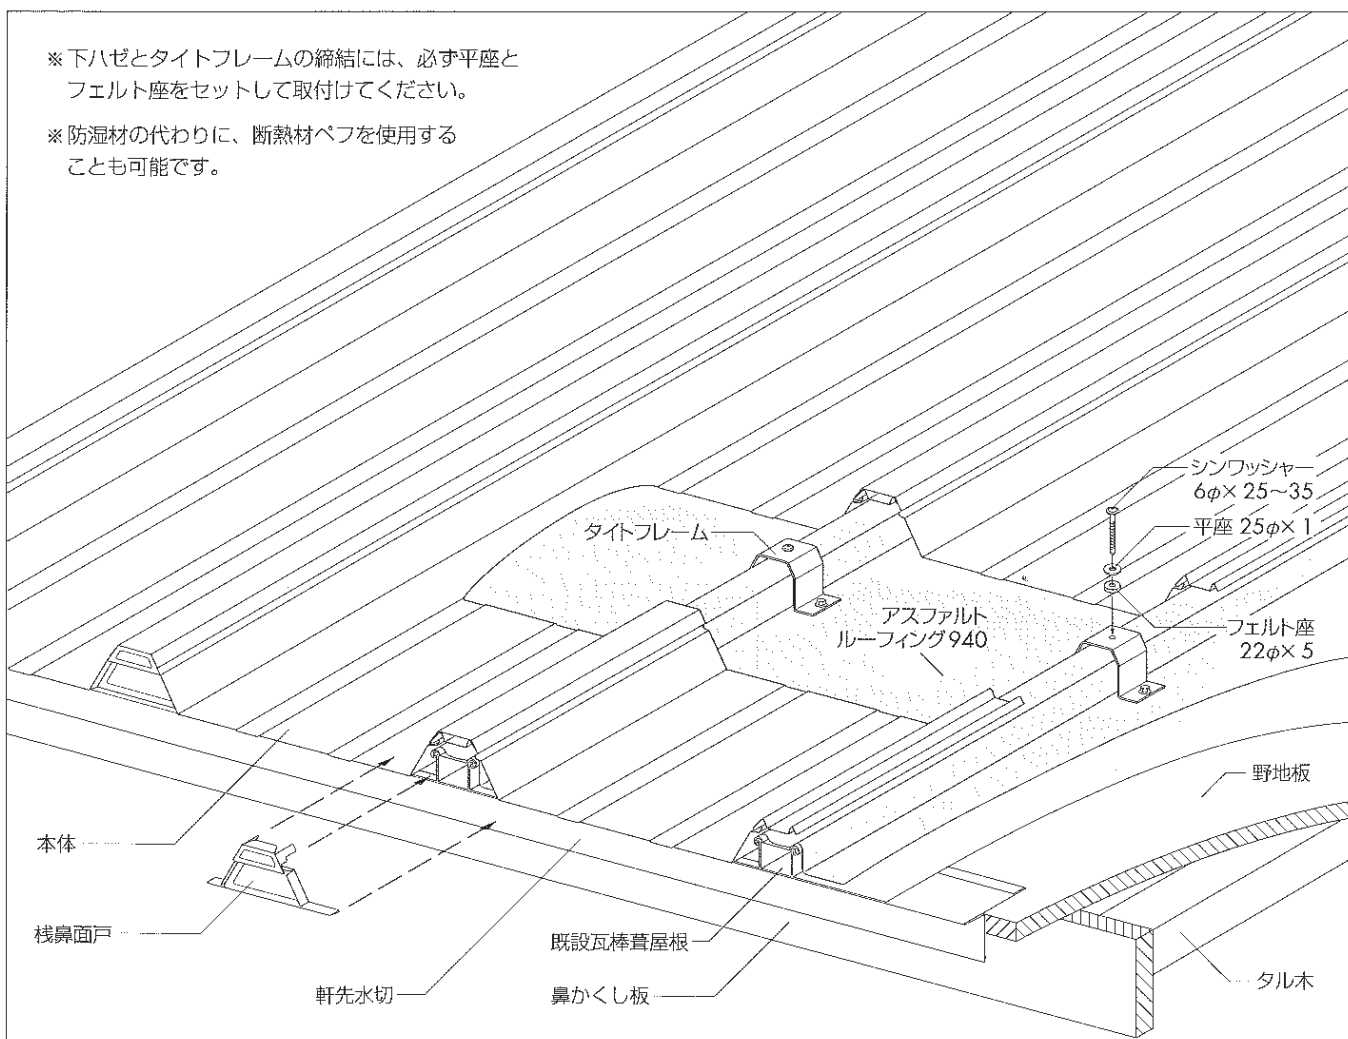 ※下ハゼとタイトフレームの締結には、必ず平座と
フェルト座をセットして取付けてください。
※防湿材の代わりに、断熱材ペフを使用する
ことも可能です。
シンワッシャー
6φ×25～35
平座 25φ×1
タイトフレーム
アスファルト
ルーフィング940
フェルト座
22φ×5
野地板
本体
桟鼻面戸
既設瓦棒葺屋根
タル木
軒先水切
鼻かくし板